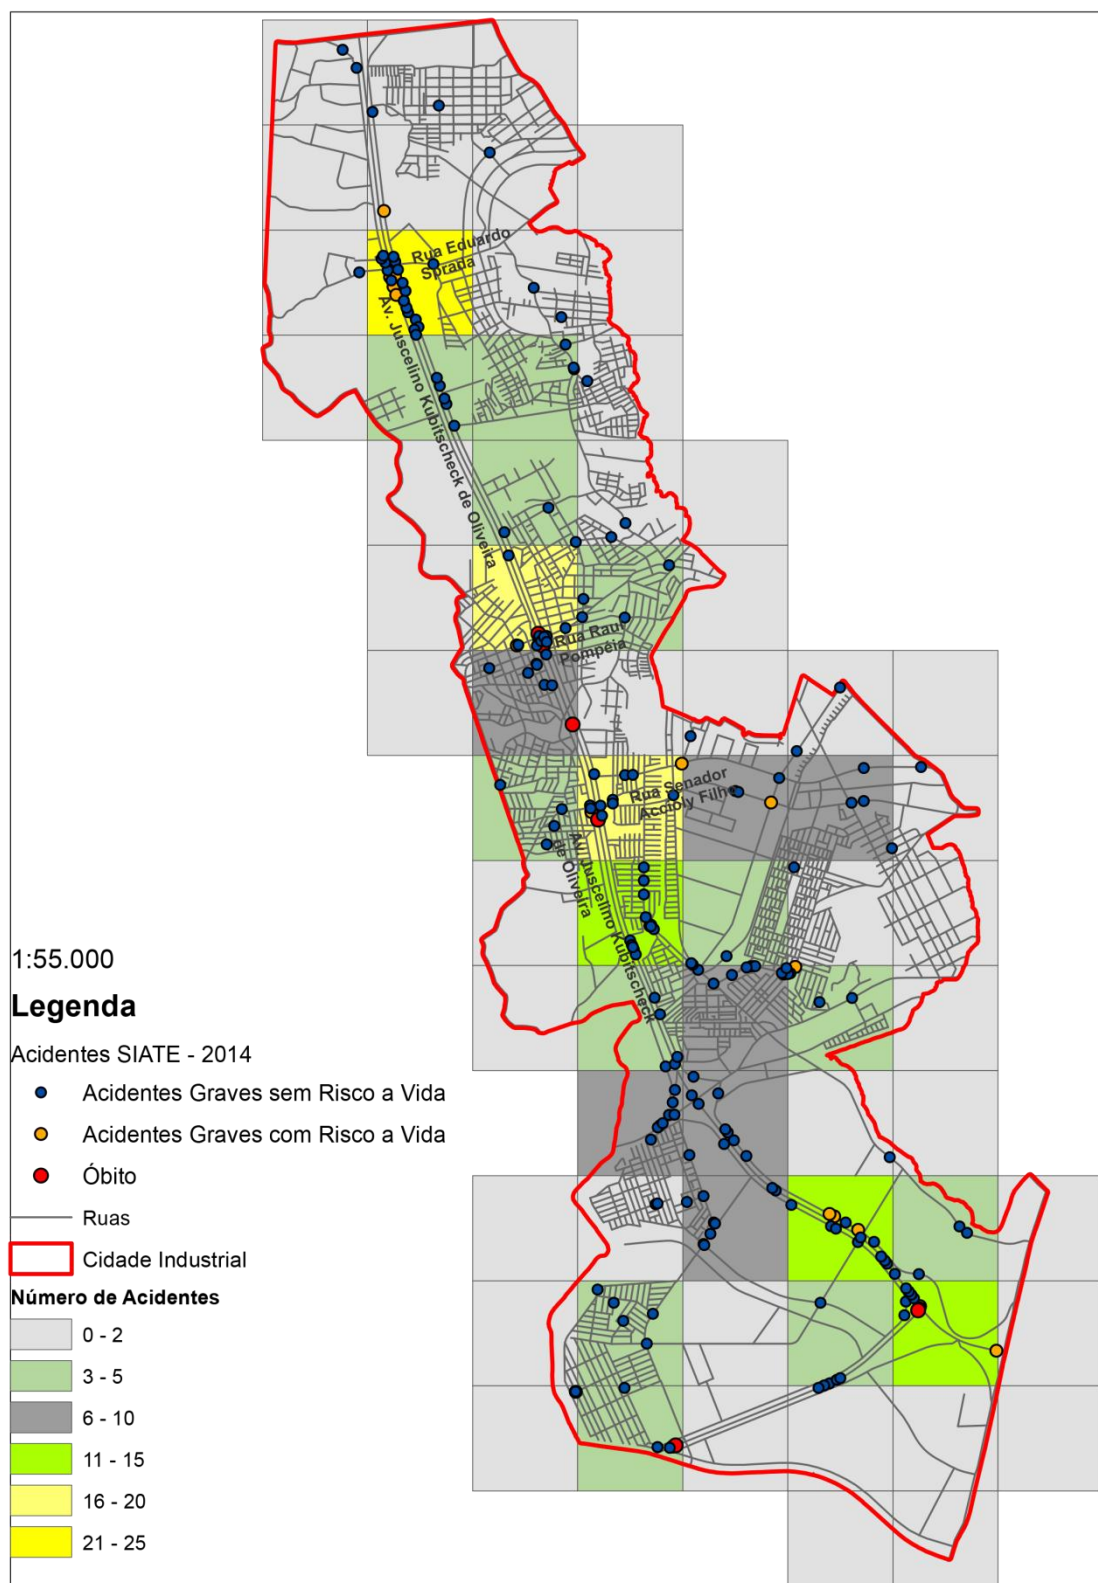 Rua Eduardo
Sprada
Av. Juscelino Kubitscheck de Oliveira
Rua Raul
Pompéia
Rua Senador
Accioly Filho
Av. Juscelino Kubitscheck
de Oliveira
1:55.000
Legenda
Acidentes SIATE - 2014
Acidentes Graves sem Risco a Vida
Acidentes Graves com Risco a Vida
Óbito
Ruas
Cidade Industrial
Número de Acidentes
0 - 2
3 - 5
6 - 10
11 - 15
16 - 20
21 - 25